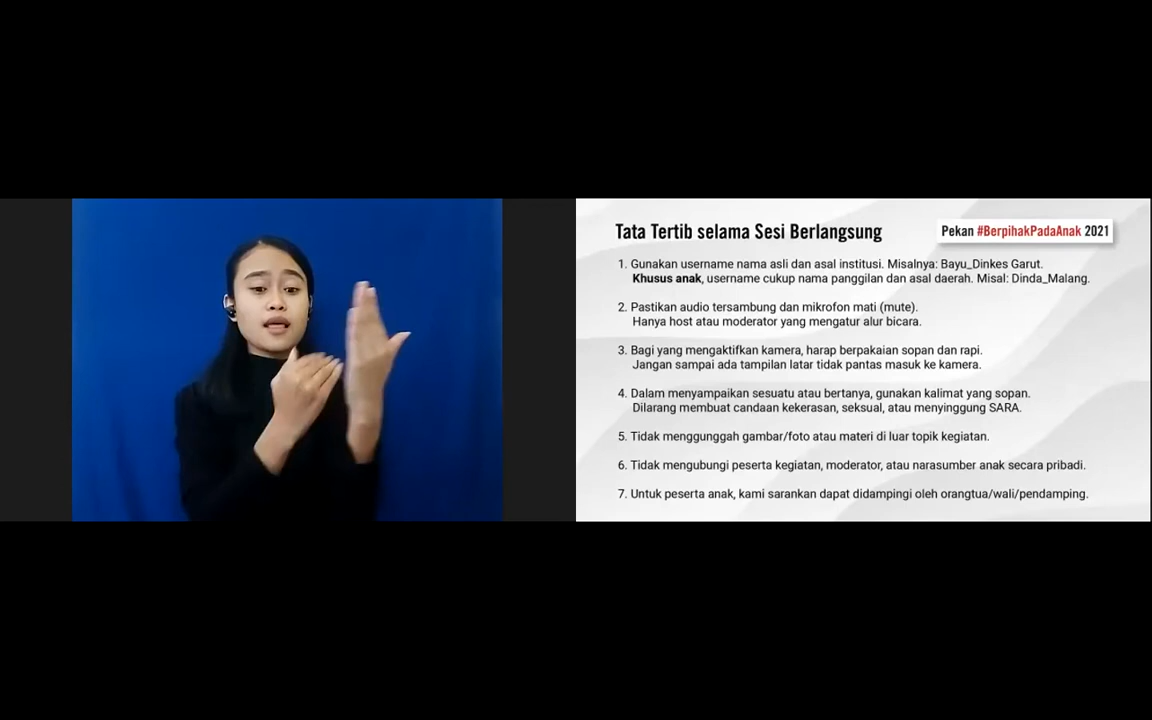 Tata Tertib selama Sesi Berlangsung
Pekan #BerpihakPadaAnak 2021
1. Gunakan username nama asli dan asal institusi. Misalnya: Bayu_Dinkes Garut.
Khusus anak, username cukup nama panggilan dan asal daerah. Misal: Dinda_Malang.
2. Pastikan audio tersambung dan mikrofon mati (mute).
Hanya host atau moderator yang mengatur alur bicara.
3. Bagi yang mengaktifkan kamera, harap berpakaian sopan dan rapi.
Jangan sampai ada tampilan latar tidak pantas masuk ke kamera.
4. Dalam menyampaikan sesuatu atau bertanya, gunakan kalimat yang sopan.
Dilarang membuat candaan kekerasan, seksual, atau menyinggung SARA.
5. Tidak menggunggah gambar/foto atau materi di luar topik kegiatan.
6. Tidak mengubungi peserta kegiatan, moderator, atau narasumber anak secara pribadi.
7. Untuk peserta anak, kami sarankan dapat didampingi oleh orangtua/wali/pendamping.